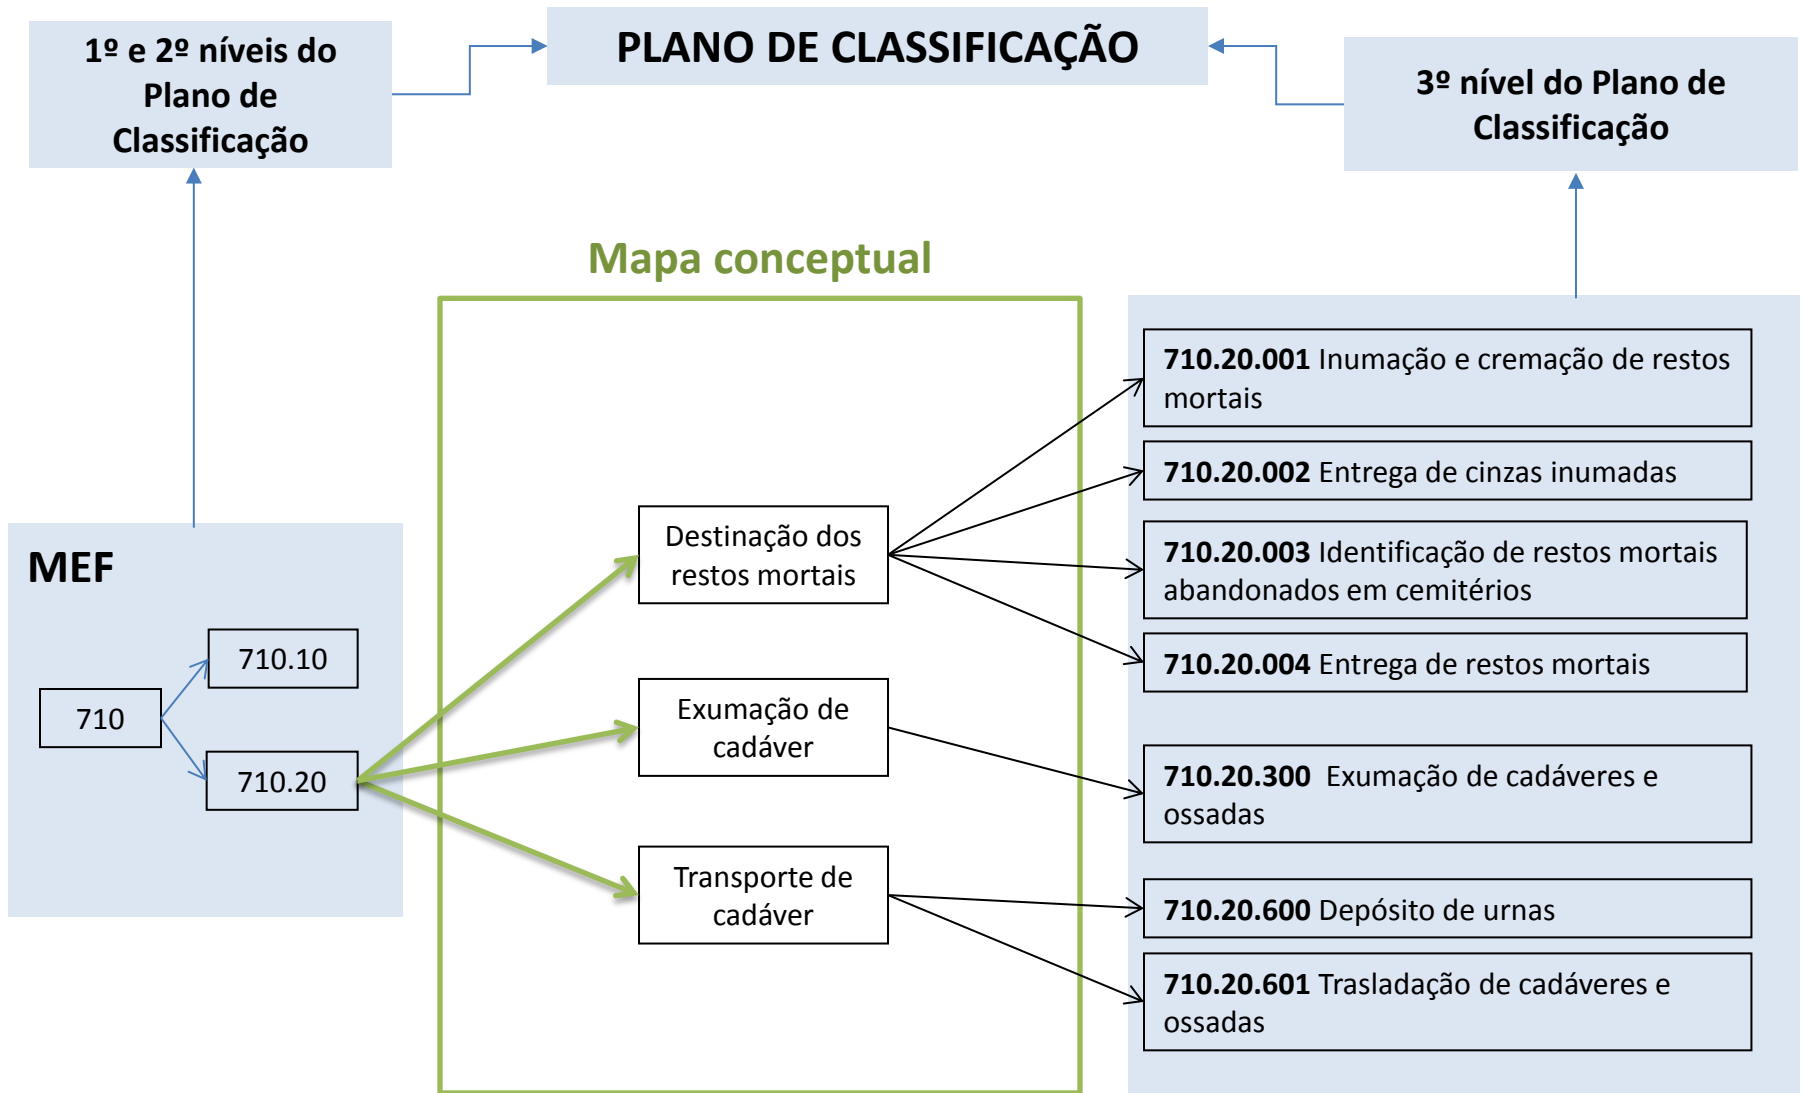 1º e 2º níveis do
Plano de
Classificação
PLANO DE CLASSIFICAÇÃO
3º nível do Plano de
Classificação
Mapa conceptual
MEF
710
710.10
710.20
Destinação dos
restos mortais
Exumação de
cadáver
Transporte de
cadáver
710.20.001 Inumação e cremação de restos
mortais
710.20.002 Entrega de cinzas inumadas
710.20.003 Identificação de restos mortais
abandonados em cemitérios
710.20.004 Entrega de restos mortais
710.20.300 Exumação de cadáveres e
ossadas
710.20.600 Depósito de urnas
710.20.601 Trasladação de cadáveres e
ossadas